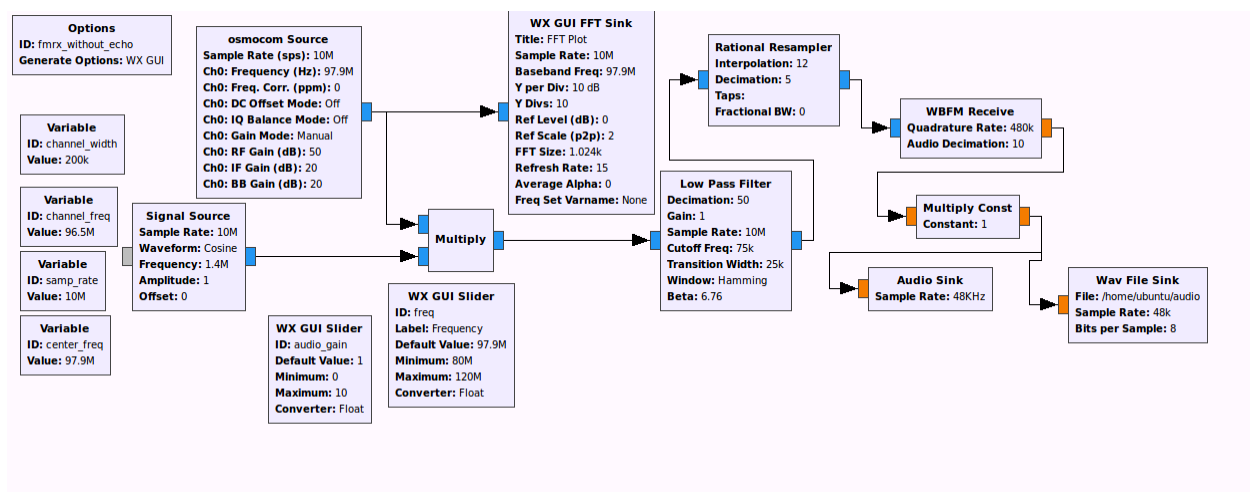 Options
ID: fmrx_without_echo
Generate Options: WX GUI
Variable
ID: channel_width
Value: 200k
Variable
ID: channel_freq
Value: 96.5M
Variable
ID: samp_rate
Value: 10M
Variable
ID: center_freq
Value: 97.9M
osmocom Source
Sample Rate (sps): 10M
Ch0: Frequency (Hz): 97.9M
Ch0: Freq. Corr. (ppm): 0
Ch0: DC Offset Mode: Off
Ch0: IQ Balance Mode: Off
Ch0: Gain Mode: Manual
Ch0: RF Gain (dB): 50
Ch0: IF Gain (dB): 20
Ch0: BB Gain (dB): 20
Signal Source
Sample Rate: 10M
Waveform: Cosine
Frequency: 1.4M
Amplitude: 1
Offset: 0
WX GUI Slider
ID: audio_gain
Default Value: 1
Minimum: 0
Maximum: 10
Converter: Float
WX GUI FFT Sink
Title: FFT Plot
Sample Rate: 10M
Baseband Freq: 97.9M
Y per Div: 10 dB
Y Divs: 10
Ref Level (dB): 0
Ref Scale (p2p): 2
FFT Size: 1.024k
Refresh Rate: 15
Average Alpha: 0
Freq Set Varname: None
Multiply
WX GUI Slider
ID: freq
Label: Frequency
Default Value: 97.9M
Minimum: 80M
Maximum: 120M
Converter: Float
Low Pass Filter
Decimation: 50
Gain: 1
Sample Rate: 10M
Cutoff Freq: 75k
Transition Width: 25k
Window: Hamming
Beta: 6.76
Rational Resampler
Interpolation: 12
Decimation: 5
Taps:
Fractional BW: 0
WBFM Receive
Quadrature Rate: 480k
Audio Decimation: 10
Multiply Const
Constant: 1
Audio Sink
Sample Rate: 48KHz
Wav File Sink
File: /home/ubuntu/audio
Sample Rate: 48k
Bits per Sample: 8